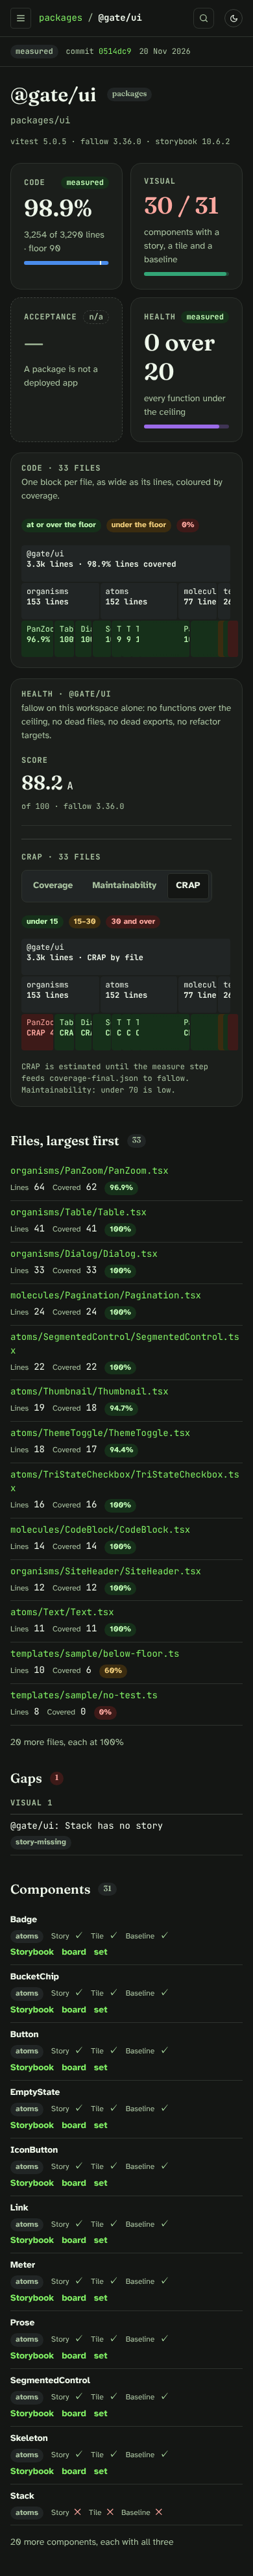 packages / @gate/ui
measured commit 0514dc9 20 Nov 2026
@gate/ui packages
packages/ui
vitest 5.0.5 · fallow 3.36.0 · storybook 10.6.2
CODE measured
98.9%
3,254 of 3,290 lines
· floor 90
VISUAL
30 / 31
components with a
story, a tile and a
baseline
ACCEPTANCE n/a
—
A package is not a
deployed app
HEALTH measured
0 over
20
every function under
the ceiling
CODE · 33 FILES
One block per file, as wide as its lines, coloured by
coverage.
at or over the floor under the floor 0%
@gate/ui
3.3k lines · 98.9% lines covered
organisms atoms molecul
153 lines 152 lines 77 line
96.9% 100
HEALTH · @GATE/UI
fallow on this workspace alone: no functions over the
ceiling, no dead files, no dead exports, no refactor
targets.
SCORE
88.2 A
of 100 · fallow 3.36.0
CRAP · 33 FILES
Coverage Maintainability CRAP
under 15 15–30 30 and over
@gate/ui
3.3k lines · CRAP by file
organisms atoms molecul
153 lines 152 lines 77 line
CRAP is estimated until the measure step
feeds coverage-final.json to fallow.
Maintainability: under 70 is low.
Files, largest first 33
organisms/PanZoom/PanZoom.tsx
Lines 64 Covered 62 96.9%
organisms/Table/Table.tsx
Lines 41 Covered 41 100%
organisms/Dialog/Dialog.tsx
Lines 33 Covered 33 100%
molecules/Pagination/Pagination.tsx
Lines 24 Covered 24 100%
atoms/SegmentedControl/SegmentedControl.ts
x
Lines 22 Covered 22 100%
atoms/Thumbnail/Thumbnail.tsx
Lines 19 Covered 18 94.7%
atoms/ThemeToggle/ThemeToggle.tsx
Lines 18 Covered 17 94.4%
atoms/TriStateCheckbox/TriStateCheckbox.ts
x
Lines 16 Covered 16 100%
molecules/CodeBlock/CodeBlock.tsx
Lines 14 Covered 14 100%
organisms/SiteHeader/SiteHeader.tsx
Lines 12 Covered 12 100%
atoms/Text/Text.tsx
Lines 11 Covered 11 100%
templates/sample/below-floor.ts
Lines 10 Covered 6 60%
templates/sample/no-test.ts
Lines 8 Covered 0 0%
20 more files, each at 100%
Gaps 1
VISUAL 1
@gate/ui: Stack has no story
story-missing
Components 31
Badge
atoms Story ✓ Tile ✓ Baseline ✓
Storybook board set
BucketChip
atoms Story ✓ Tile ✓ Baseline ✓
Storybook board set
Button
atoms Story ✓ Tile ✓ Baseline ✓
Storybook board set
EmptyState
atoms Story ✓ Tile ✓ Baseline ✓
Storybook board set
IconButton
atoms Story ✓ Tile ✓ Baseline ✓
Storybook board set
Link
atoms Story ✓ Tile ✓ Baseline ✓
Storybook board set
Meter
atoms Story ✓ Tile ✓ Baseline ✓
Storybook board set
Prose
atoms Story ✓ Tile ✓ Baseline ✓
Storybook board set
SegmentedControl
atoms Story ✓ Tile ✓ Baseline ✓
Storybook board set
Skeleton
atoms Story ✓ Tile ✓ Baseline ✓
Storybook board set
Stack
atoms Story ✕ Tile ✕ Baseline ✕
20 more components, each with all three